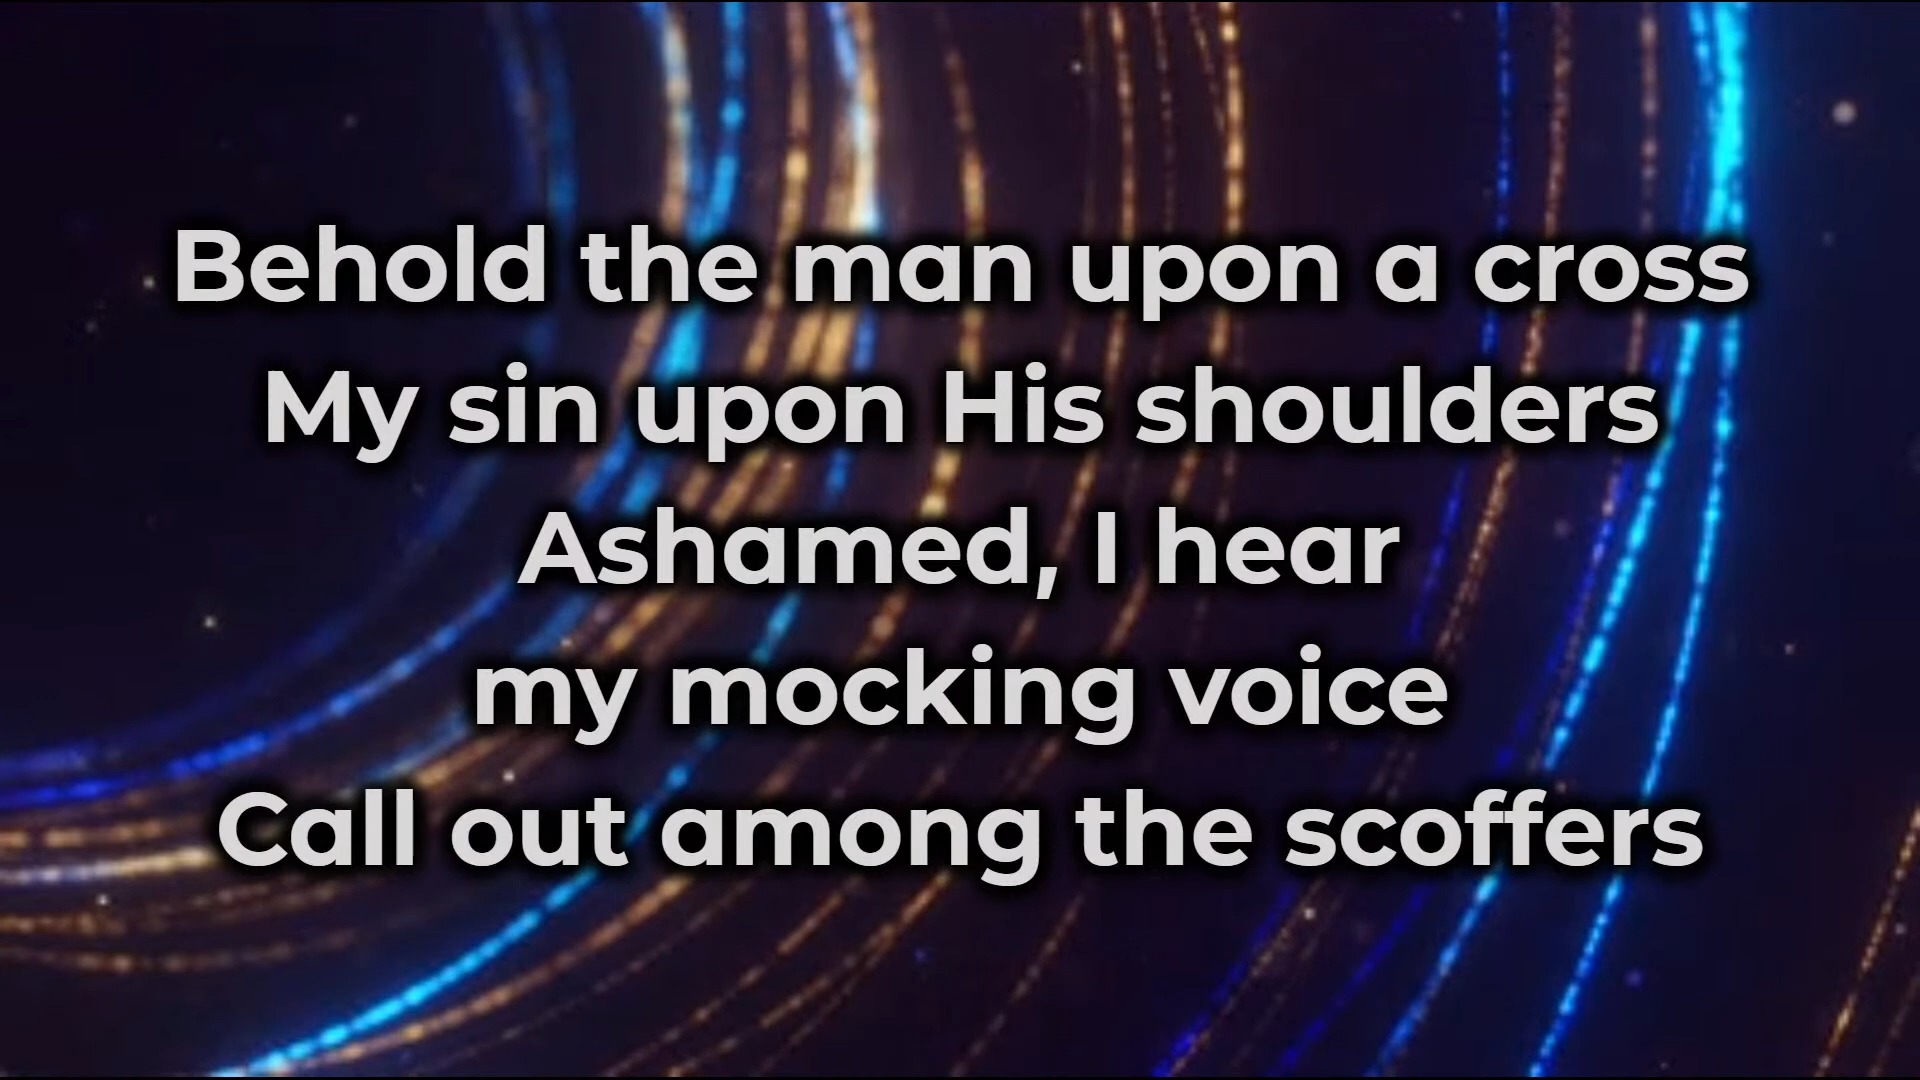 Behold the man upon a cross
My sin upon His shoulders
Ashamed, I hear
my mocking voice
Call out among the scoffers